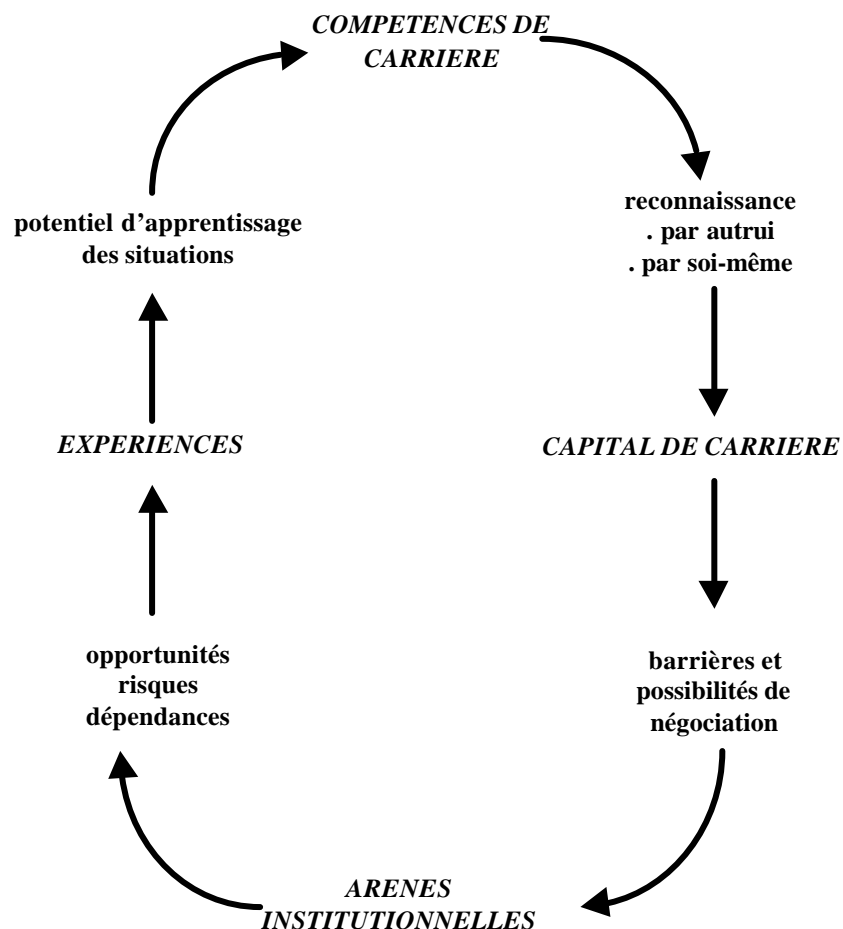 COMPETENCES DE
CARRIERE
reconnaissance
. par autrui
. par soi-même
CAPITAL DE CARRIERE
barrières et
possibilités de
négociation
ARENES
INSTITUTIONNELLES
opportunités
risques
dépendances
EXPERIENCES
potentiel d’apprentissage
des situations